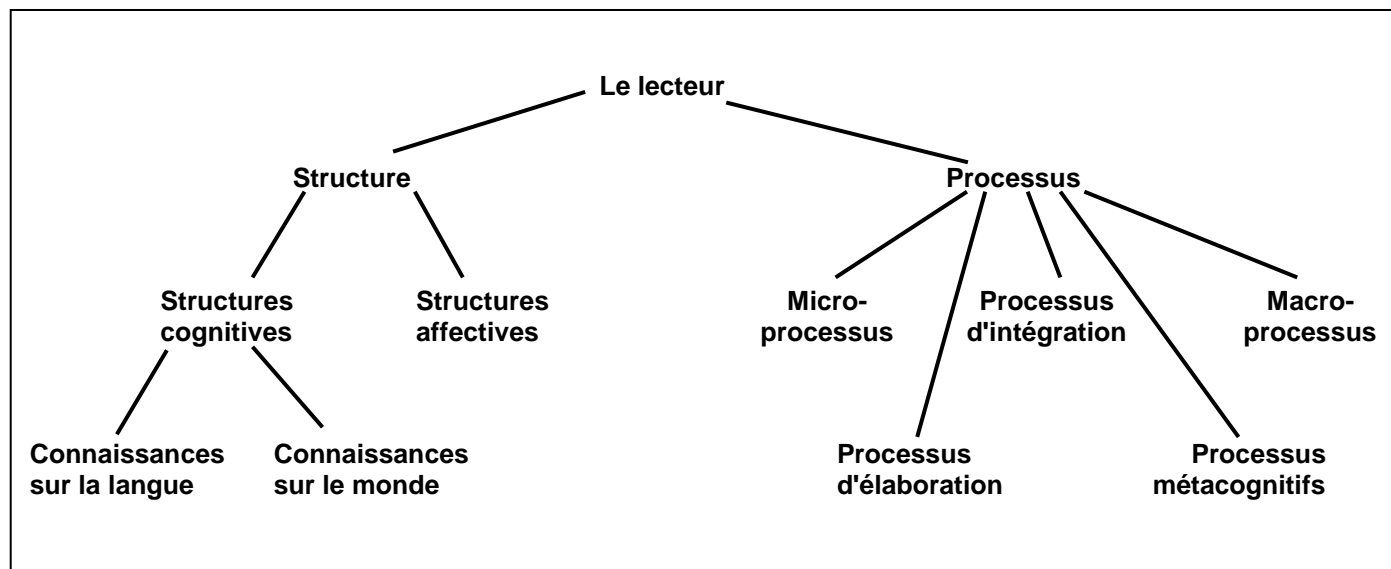 Le lecteur
Structure
Processus
Structures
cognitives
Structures
affectives
Micro-
processus
Processus
d'intégration
Macro-
processus
Connaissances
sur la langue
Connaissances
sur le monde
Processus
d'élaboration
Processus
métacognitifs